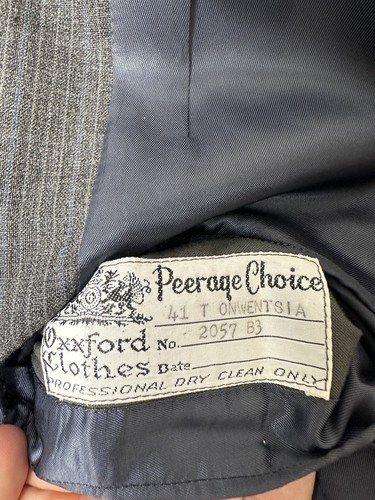 Peerage Choice
41 T ONWENTSIA
Oxxford No. - 2057 B3
Clothes Date
PROFESSIONAL DRY CLEAN ONLY